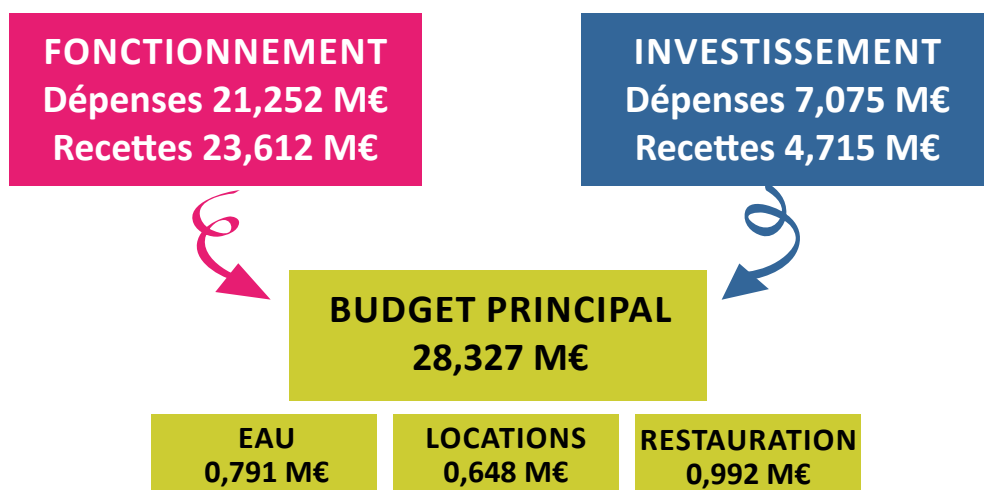 FONCTIONNEMENT
Dépenses 21,252 M€
Recettes 23,612 M€
INVESTISSEMENT
Dépenses 7,075 M€
Recettes 4,715 M€
BUDGET PRINCIPAL
28,327 M€
EAU
0,791 M€
LOCATIONS
0,648 M€
RESTAURATION
0,992 M€